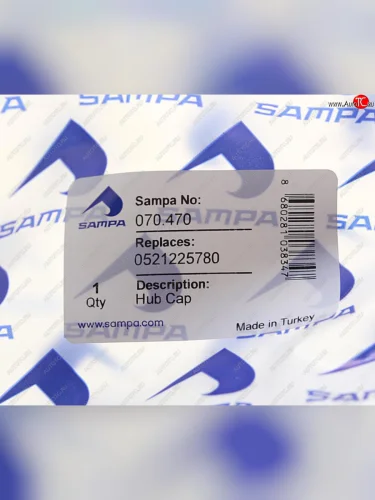 SAMPA SAMPA
SAMPA
Sampa No:
070.470
Replaces:
0521225780
1
Qty
Description:
Hub Cap
www.sampa.com
Made in Turkey
8 680281 038347